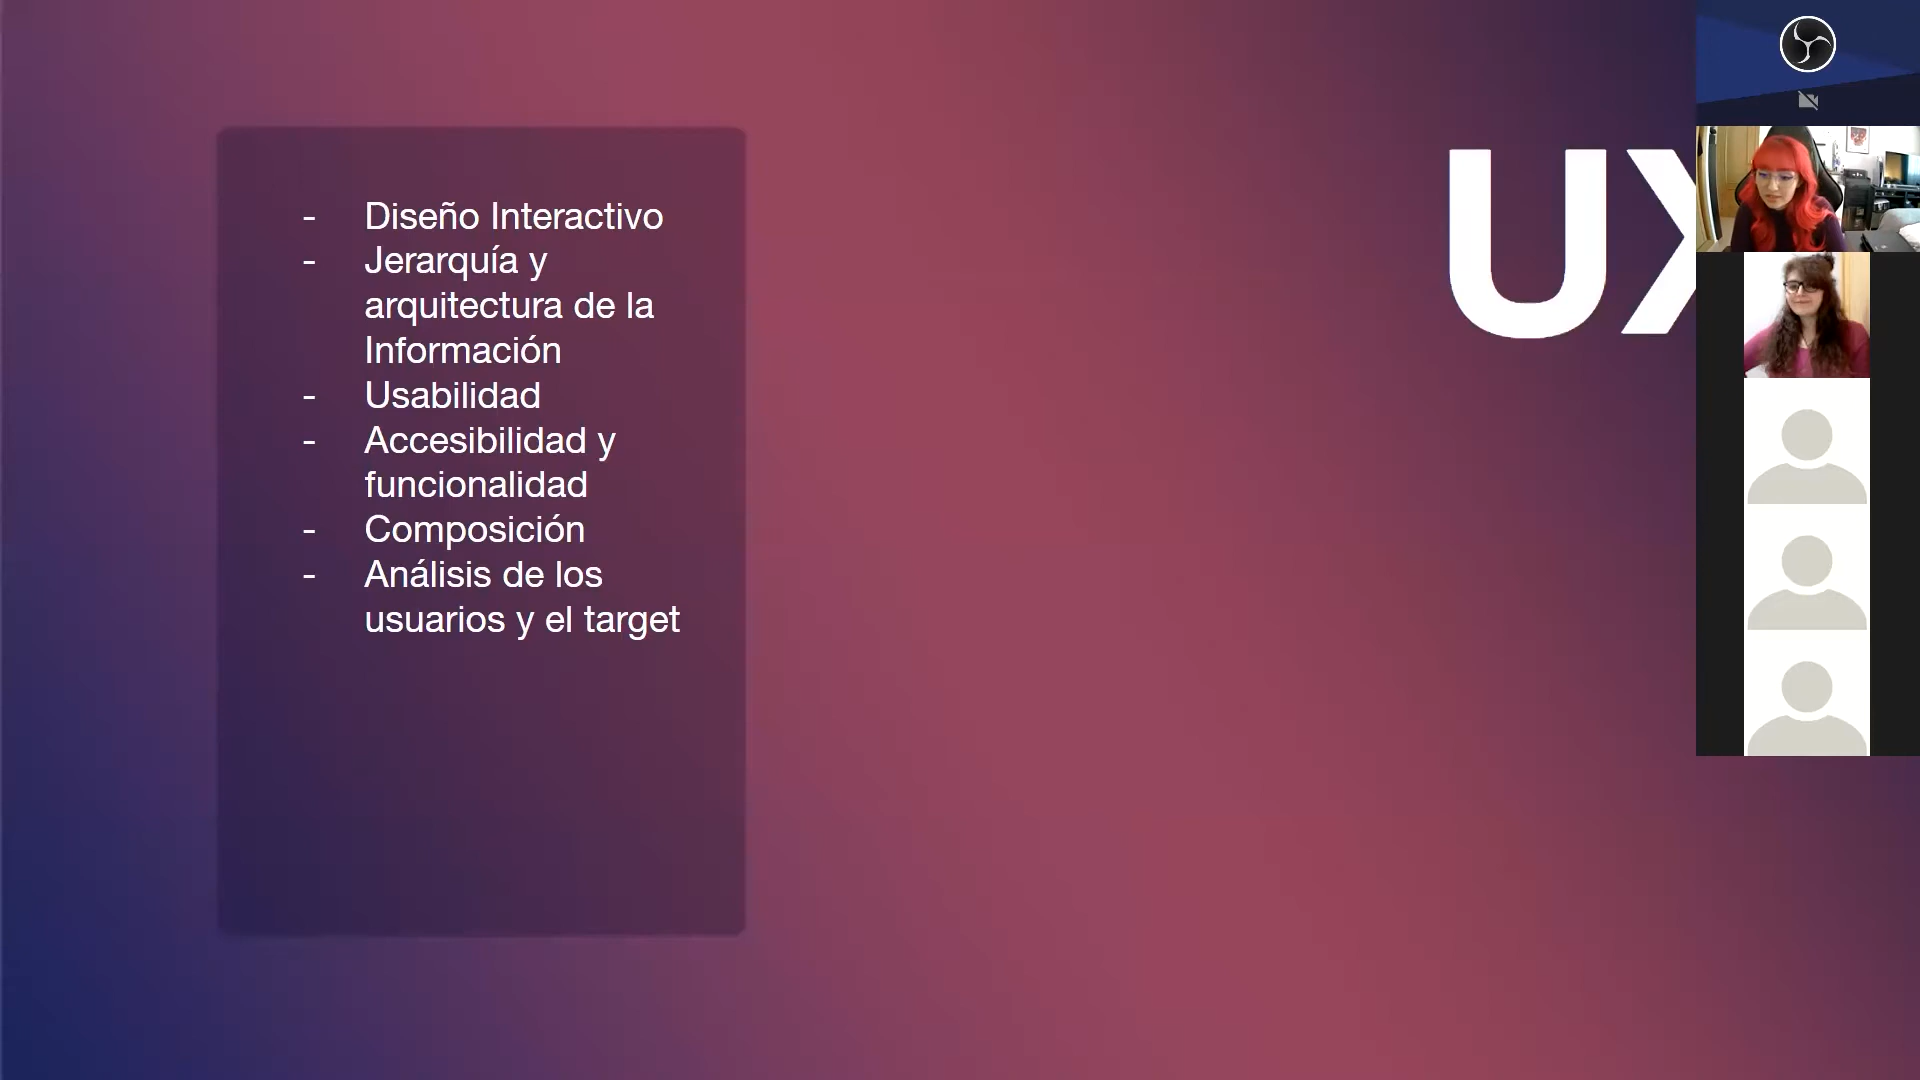 - Diseño Interactivo
- Jerarquía y
arquitectura de la
Información
- Usabilidad
- Accesibilidad y
funcionalidad
- Composición
- Análisis de los
usuarios y el target
UX